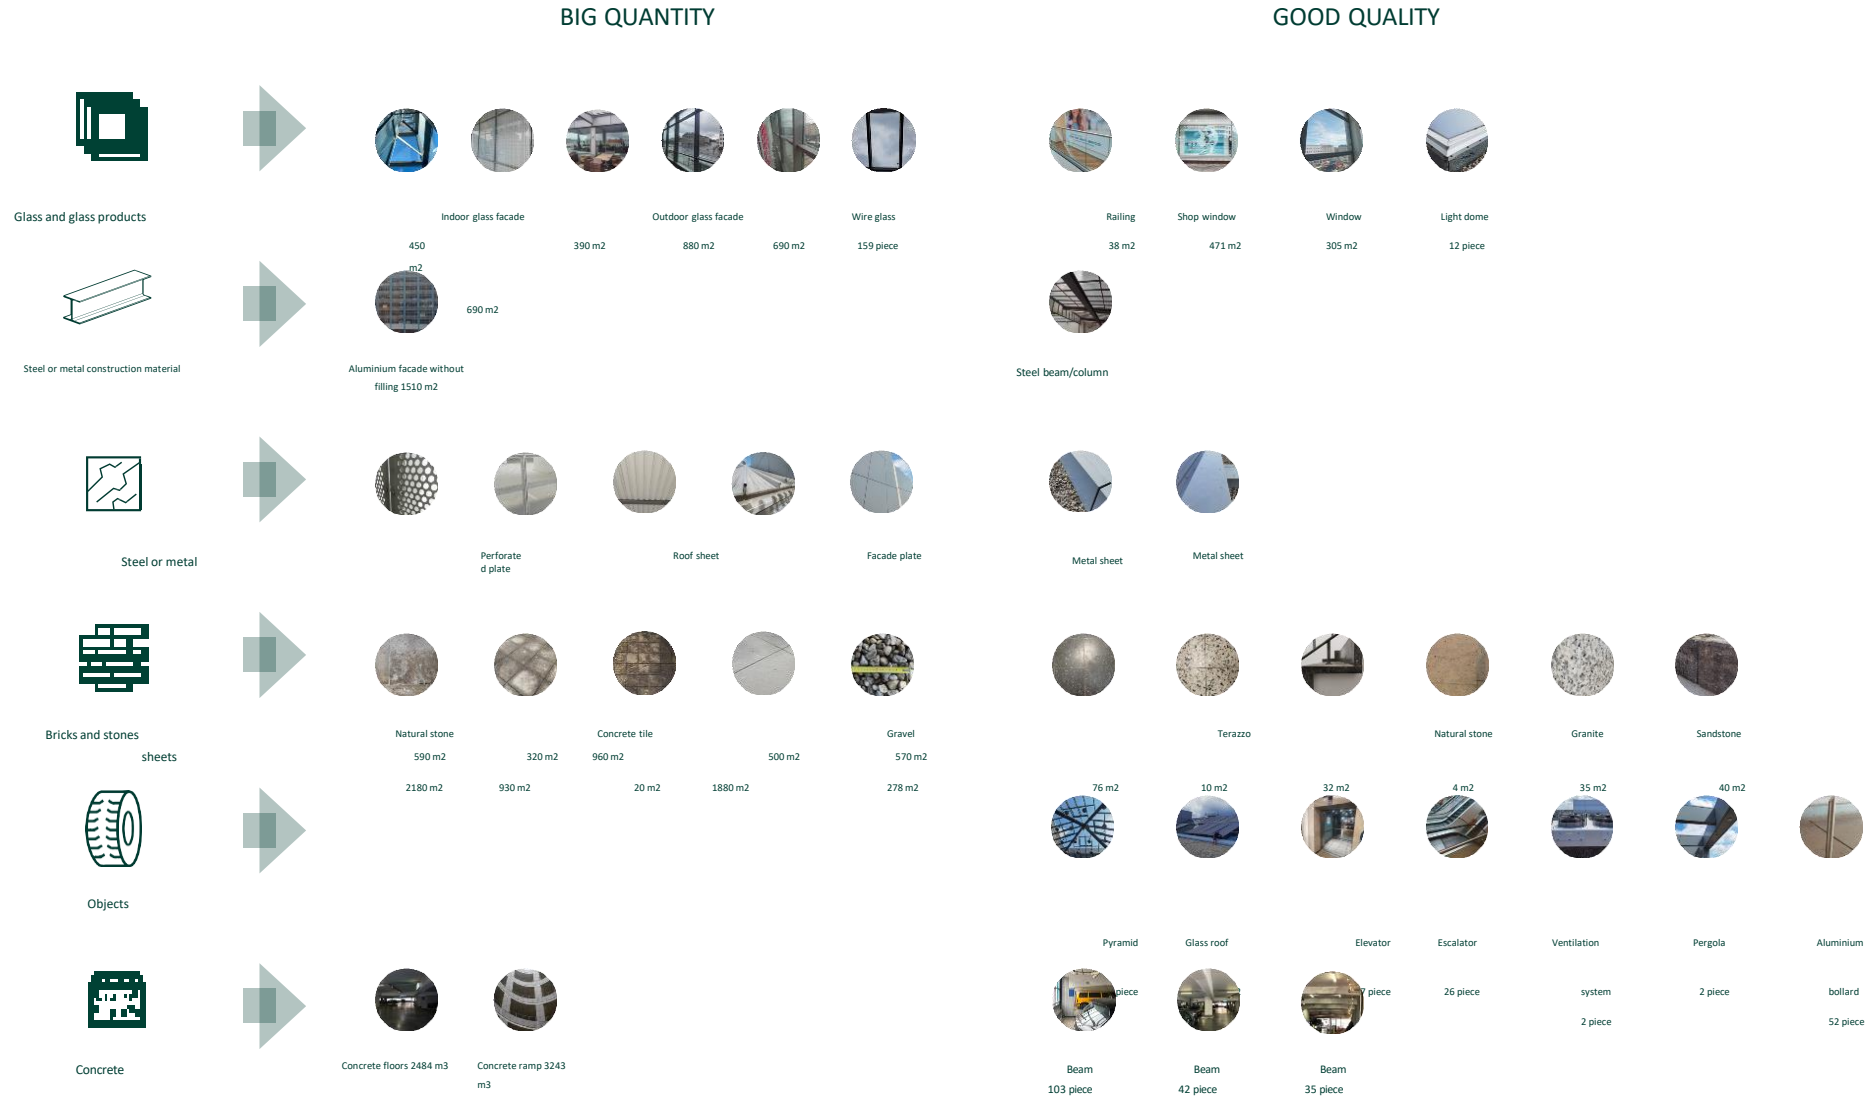 BIG QUANTITY
GOOD QUALITY
Glass and glass products
Indoor glass facade
Outdoor glass facade
Wire glass
Railing
Shop window
Window
Light dome
450
m2
390 m2
880 m2
690 m2
159 piece
38 m2
471 m2
305 m2
12 piece
690 m2
Steel or metal construction material
Aluminium facade without
filling 1510 m2
Steel beam/column
Steel or metal
Perforate
d plate
Roof sheet
Facade plate
Metal sheet
Metal sheet
Bricks and stones
sheets
Natural stone
Concrete tile
Gravel
Terazzo
Natural stone
Granite
Sandstone
590 m2
320 m2
960 m2
500 m2
570 m2
2180 m2
930 m2
20 m2
1880 m2
278 m2
76 m2
10 m2
32 m2
4 m2
35 m2
40 m2
Objects
Pyramid
Glass roof
Elevator
Escalator
Ventilation
Pergola
Aluminium
piece
7 piece
26 piece
system
2 piece
bollard
2 piece
52 piece
Concrete
Concrete floors 2484 m3
Concrete ramp 3243
m3
Beam
103 piece
Beam
42 piece
Beam
35 piece